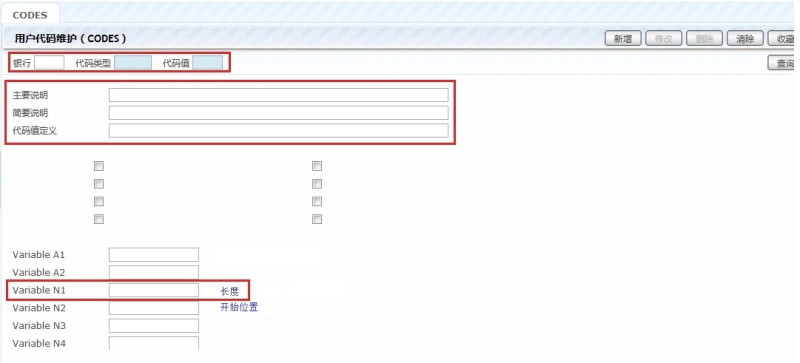 CODES
用户代码维护 ( CODES ) 新增 修改 删除 清除 收藏
银行 代码类型 代码值 查询
主要说明
简要说明
代码值定义
Variable A1
Variable A2
Variable N1 长度
Variable N2 开始位置
Variable N3
Variable N4